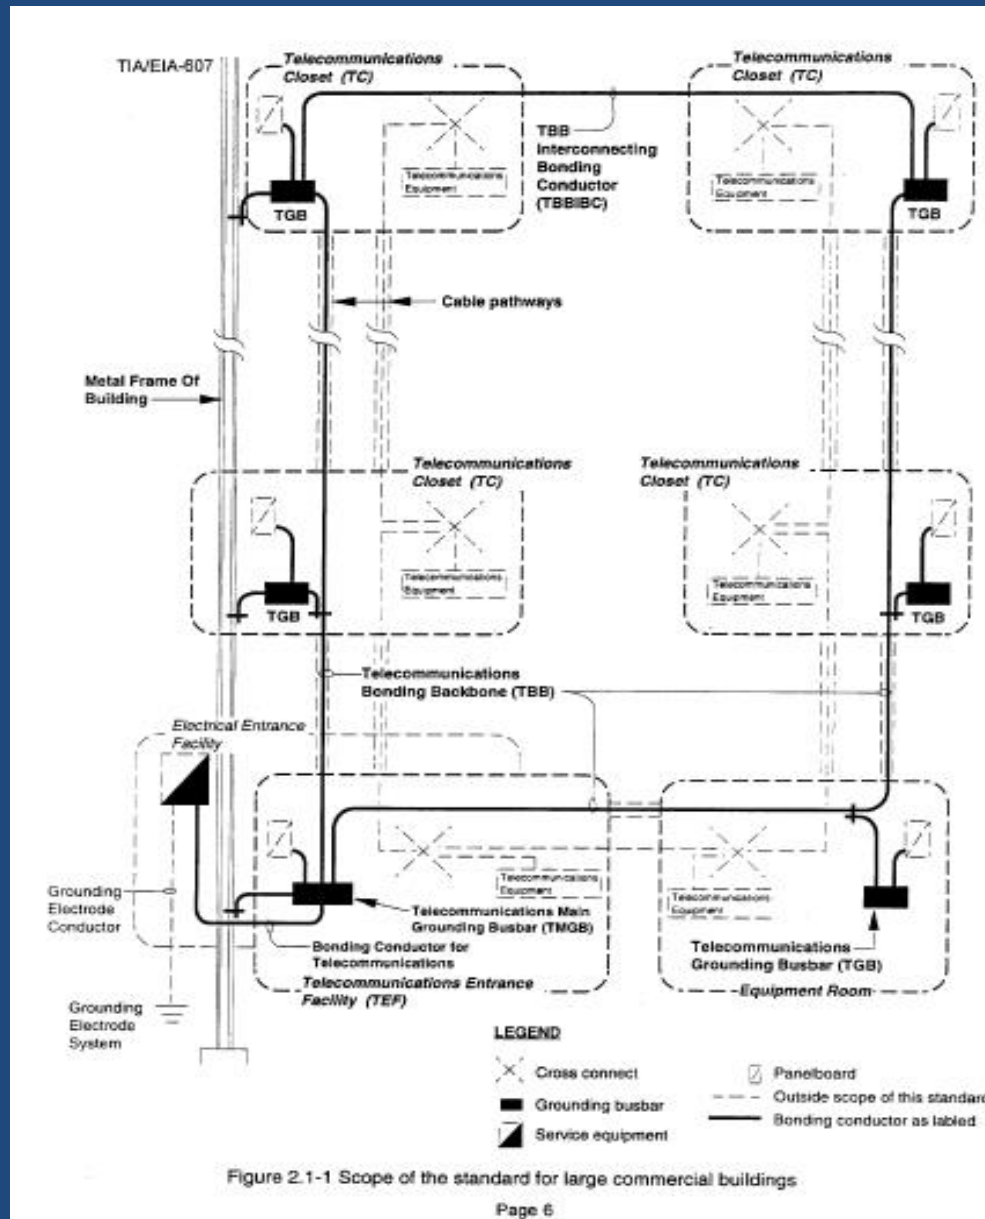 TIA/EIA-607
Telecommunications
Closet (TC)
Telecommunications
Closet (TC)
TBB
Interconnecting
Bonding
Conductor
(TBBIBC)
Telecommunications
Equipment
Telecommunications
Equipment
TGB
TGB
Cable pathways
Metal Frame Of
Building
Telecommunications
Closet (TC)
Telecommunications
Closet (TC)
Telecommunications
Equipment
Telecommunications
Equipment
TGB
TGB
Telecommunications
Bonding Backbone (TBB)
Electrical Entrance
Facility
Telecommunications
Equipment
Telecommunications
Equipment
Grounding
Electrode
Conductor
Telecommunications Main
Grounding Busbar (TMGB)
Bonding Conductor for
Telecommunications
Telecommunications
Grounding Busbar (TGB)
Telecommunications Entrance
Facility (TEF)
Equipment Room
Grounding
Electrode
System
LEGEND
Cross connect
Panelboard
Outside scope of this standard
Grounding busbar
Bonding conductor as labled
Service equipment
Figure 2.1-1 Scope of the standard for large commercial buildings
Page 6